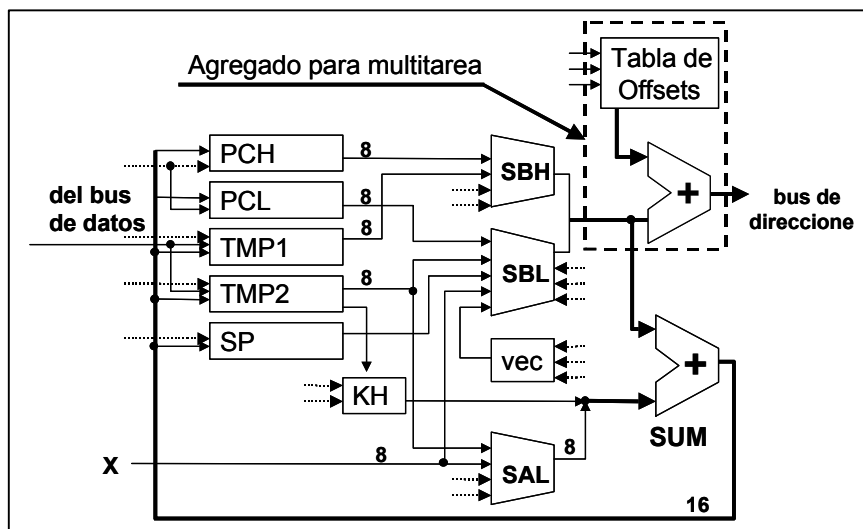 Agregado para multitarea
Tabla de
Offsets
PCH
8
SBH
+
bus de
direccione
del bus
de datos
PCL
8
TMP1
8
TMP2
8
SBL
SP
vec
+
KH
SUM
X
8
SAL
8
16